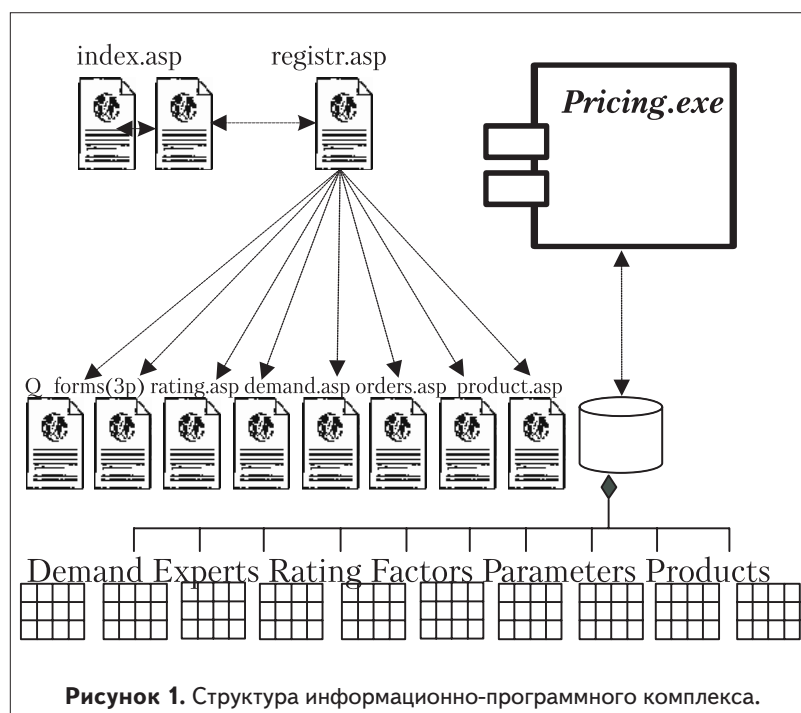 index.asp registr.asp
Pricing.exe
Q_forms(3p) rating.asp demand.asp orders.asp product.asp
Demand Experts Rating Factors Parameters Products
Рисунок 1. Структура информационно-программного комплекса.